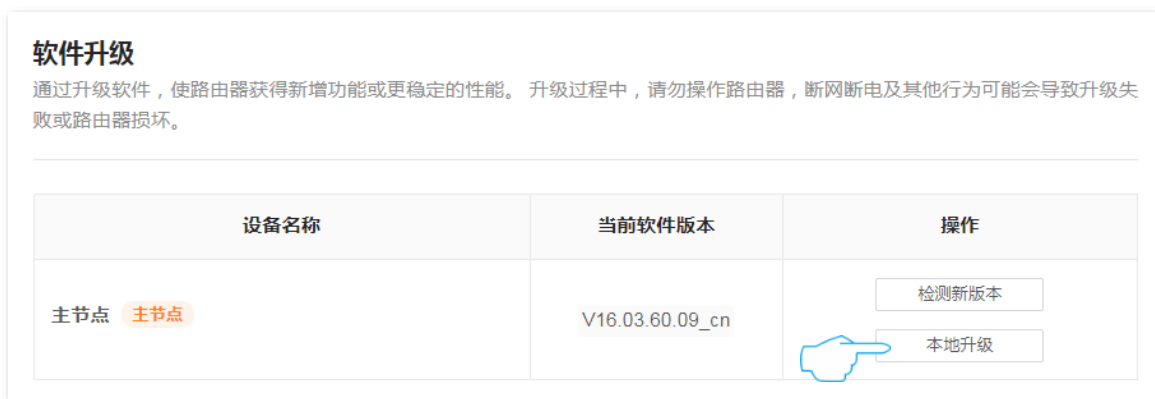 软件升级
通过升级软件，使路由器获得新增功能或更稳定的性能。 升级过程中，请勿操作路由器，断网断电及其他行为可能会导致升级失
败或路由器损坏。
设备名称 当前软件版本 操作
主节点 主节点 V16.03.60.09_cn 检测新版本
本地升级